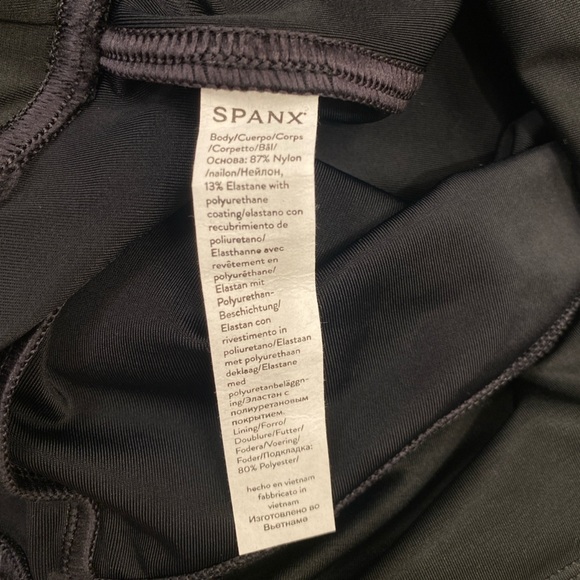 SPANX
Body/Cuerpo/Corps
/Corpetto/Bål/
Основа: 87% Nylon
/nailon/Нейлон,
13% Elastane with
polyurethane
coating/elastano con
recubrimiento de
poliuretano/
Elasthanne avec
revêtement en
polyuréthane/
Elastan mit
Polyurethan-
Beschichtung/
Elastan con
rivestimento in
poliuretano/Elastaan
met polyurethaan
deklaag/Elastane
med
polyuretanbeläggn-
ing/Эластан с
полиуретановым
покрытием.
Lining/Forro/
Doublure/Futter/
Fodera/Voering/
Foder/Подкладка:
80% Polyester/
hecho en vietnam
fabbricato in
vietnam
Изготовлено во
Вьетнаме